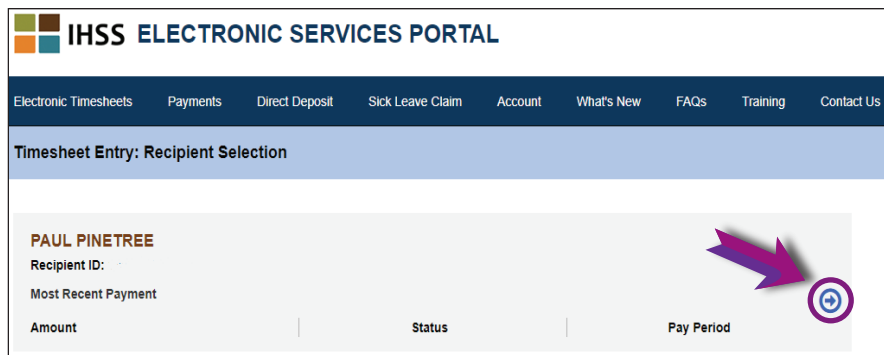 IHSS ELECTRONIC SERVICES PORTAL
Electronic Timesheets Payments Direct Deposit Sick Leave Claim Account What's New FAQs Training Contact Us
Timesheet Entry: Recipient Selection
PAUL PINETREE
Recipient ID:
Most Recent Payment
Amount Status Pay Period